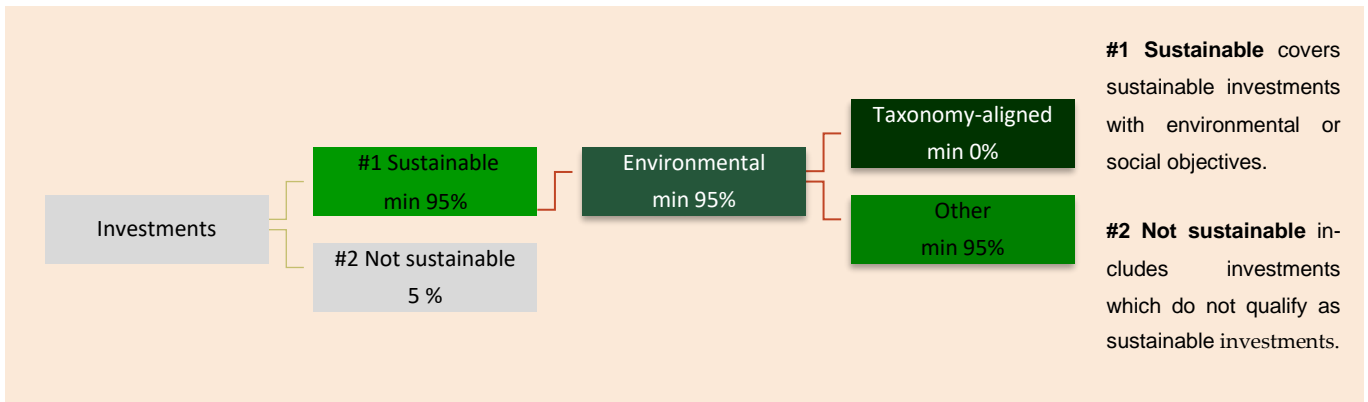 Investments
#1 Sustainable
min 95%
#2 Not sustainable
5 %
Environmental
min 95%
Taxonomy-aligned
min 0%
Other
min 95%
#1 Sustainable covers
sustainable investments
with environmental or
social objectives.
#2 Not sustainable in-
cludes investments
which do not qualify as
sustainable investments.